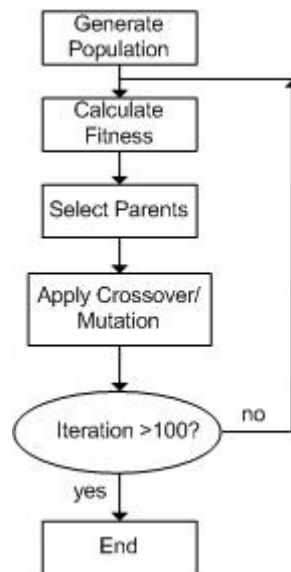 Generate
Population
Calculate
Fitness
Select Parents
Apply Crossover/
Mutation
Iteration >100?
no
yes
End